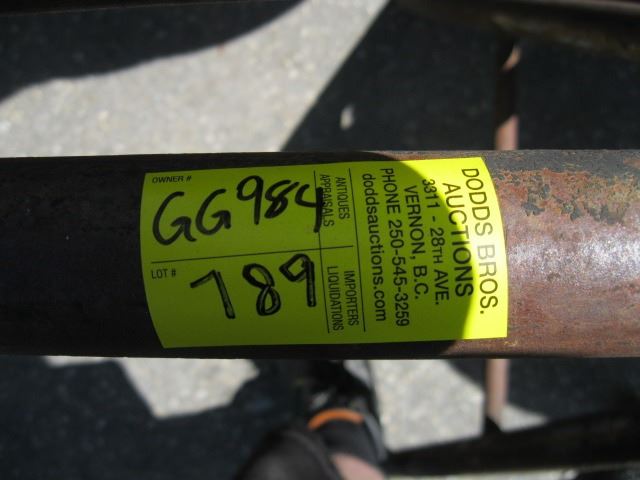 OWNER #
GG984
LOT #
789
ANTIQUES
APPRAISALS
IMPORTERS
LIQUIDATIONS
DODDS BROS.
AUCTIONS
3311 - 28TH AVE.
VERNON, B.C.
PHONE 250-545-3259
doddsauctions.com